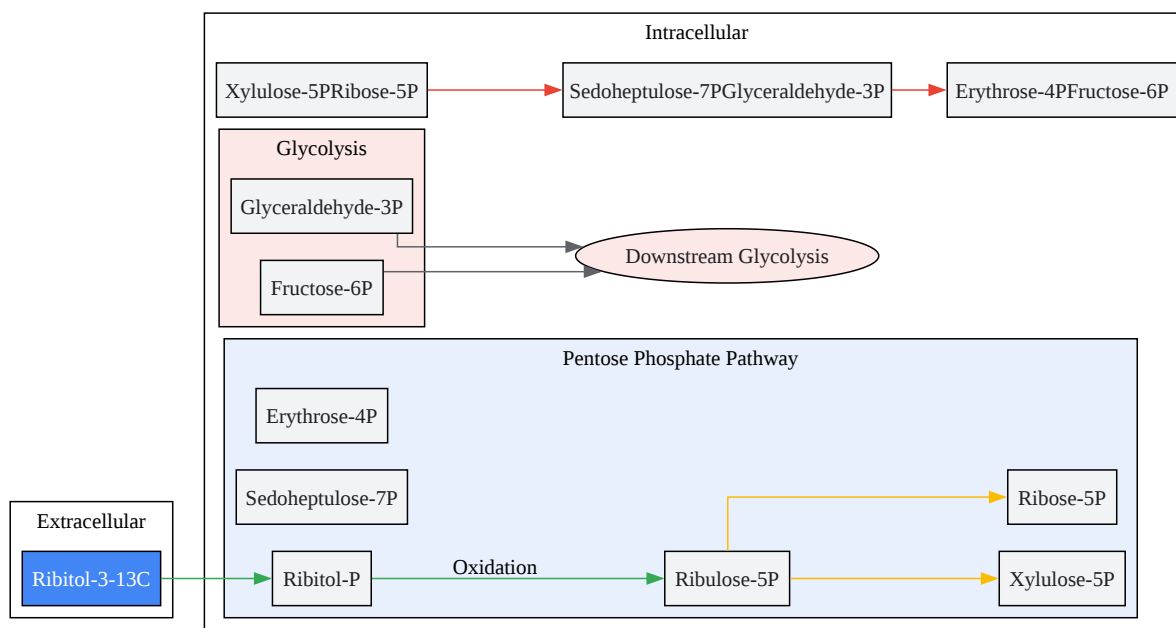 Intracellular
Xylulose-5PRibose-5P
Sedoheptulose-7PGlyceraldehyde-3P
Erythrose-4PFructose-6P
Glycolysis
Glyceraldehyde-3P
Downstream Glycolysis
Fructose-6P
Pentose Phosphate Pathway
Erythrose-4P
Sedoheptulose-7P
Ribose-5P
Extracellular
Ribitol-3-13C
Ribitol-P
Oxidation
Ribulose-5P
Xylulose-5P